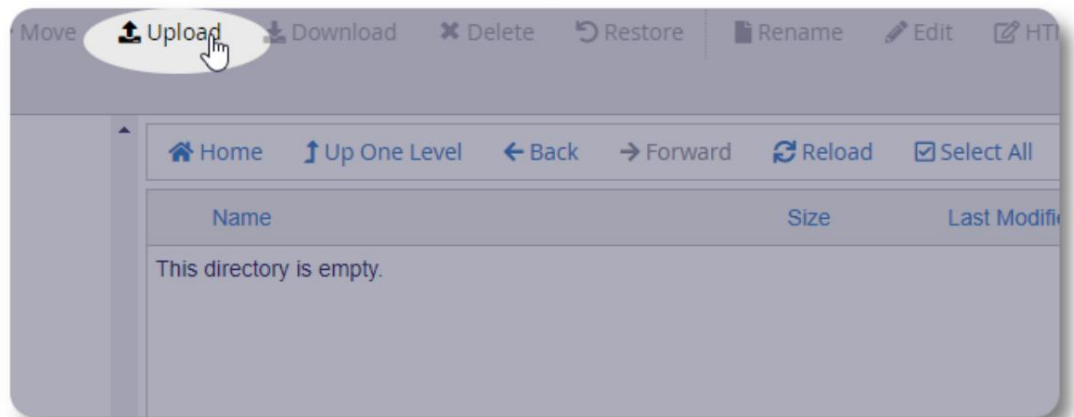 Move Upload Download Delete Restore Rename Edit
Home Up One Level Back Forward Reload Select All
Name Size Last
This directory is empty.